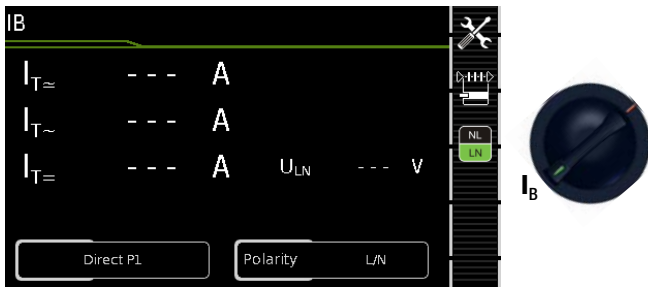 IB
IT≃ - - - A
IT~ - - - A
IT= - - - A ULN - - - V
Direct P1
Polarity L/N
NL
LN
IB